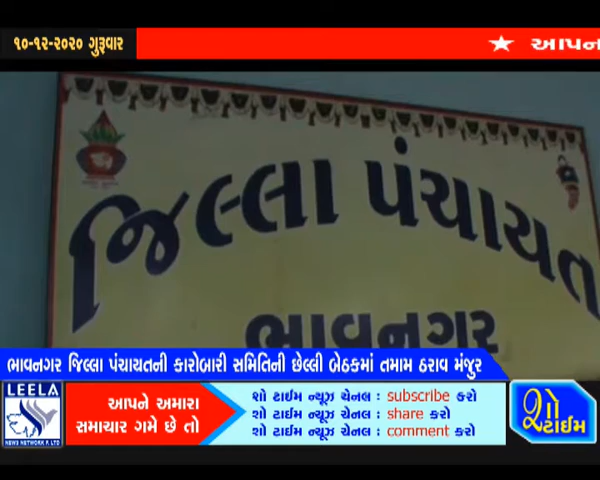 ૧૦-૧૨-૨૦૨૦ ગુરૂવાર
આપન
જિલ્લા પંચાયત
ભાવનગર
ભાવનગર જિલ્લા પંચાયતની કારોબારી સમિતિની છેલ્લી બેઠકમાં તમામ ઠરાવ મંજુર
LEELA
NEWS NETWORK P. LTD
આપને અમારા
સમાચાર ગમે છે તો
શો ટાઈમ ન્યૂઝ ચેનલ : subscribe કરો
શો ટાઈમ ન્યૂઝ ચેનલ : share કરો
શો ટાઈમ ન્યૂઝ ચેનલ : comment કરો
શો
ટાઈમ